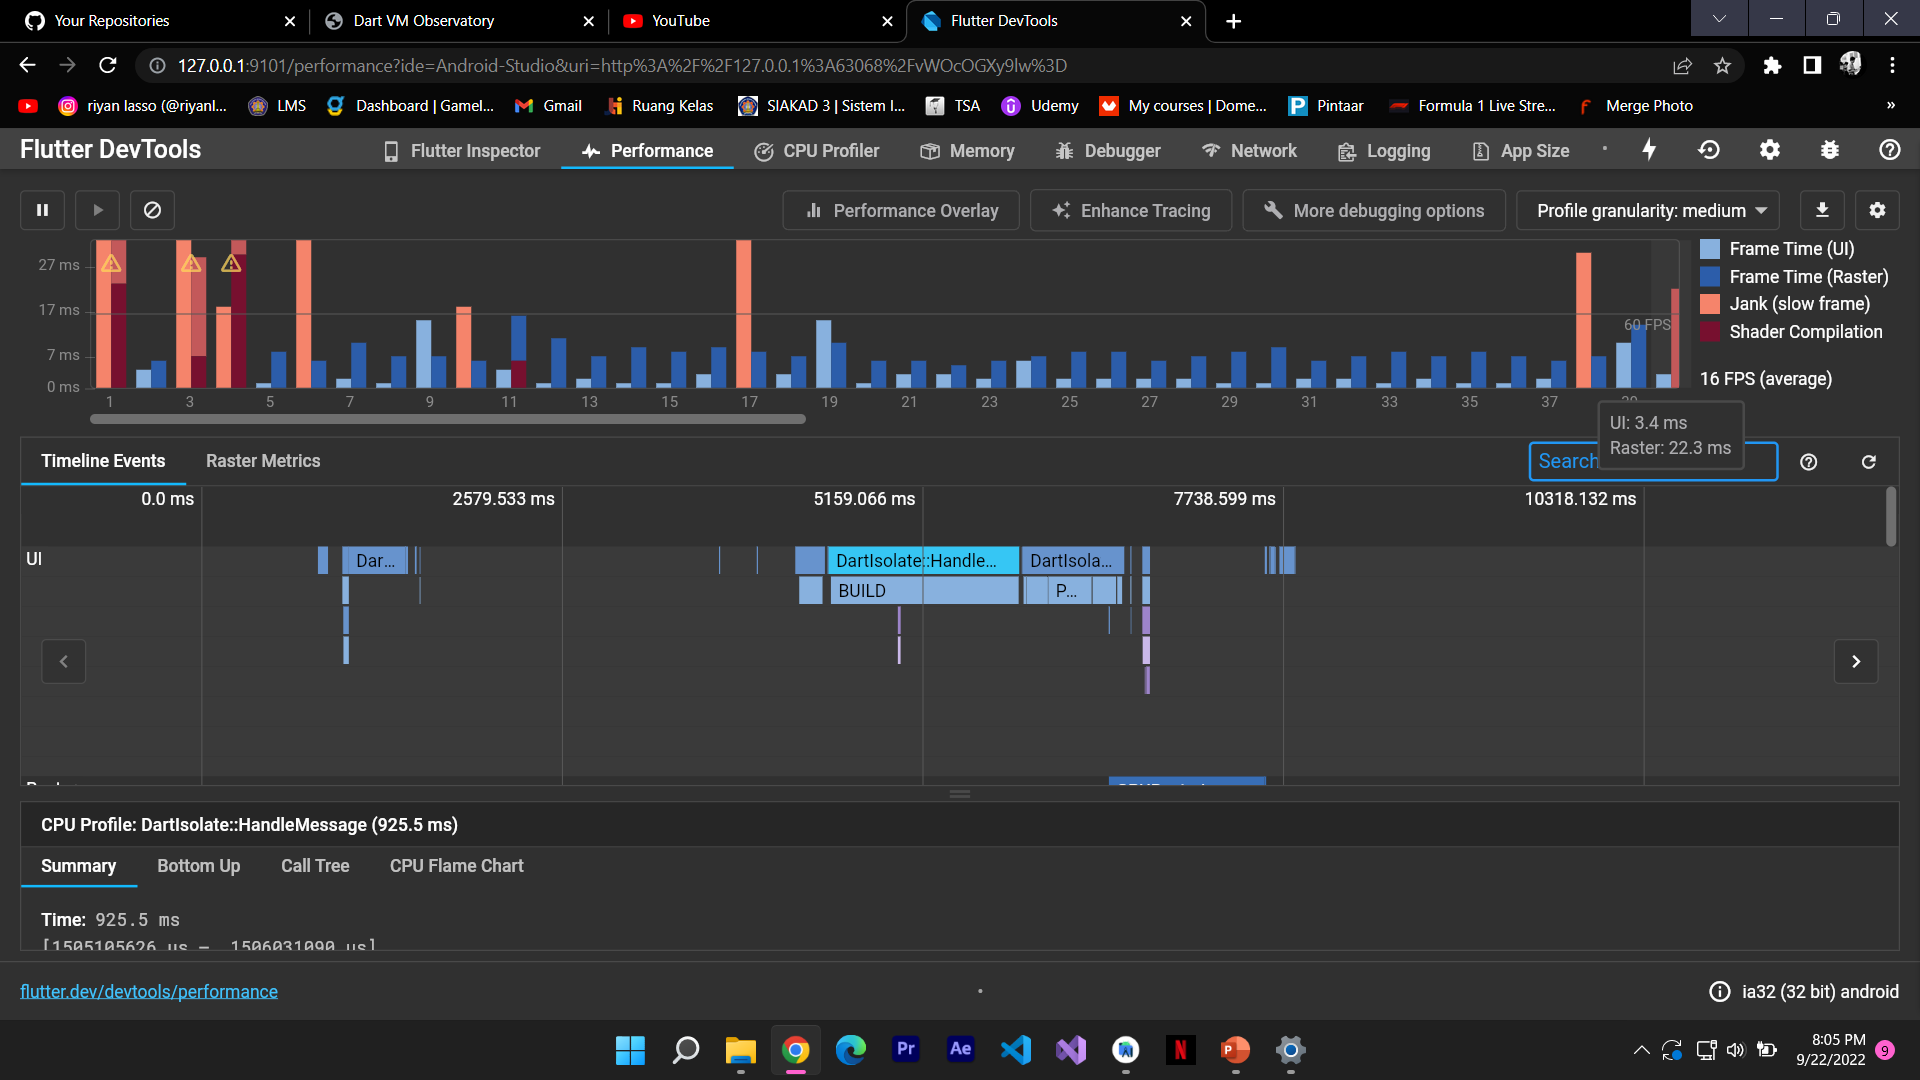 Your Repositories
Dart VM Observatory
YouTube
Flutter DevTools
127.0.0.1:9101/performance?ide=Android-Studio&uri=http%3A%2F%2F127.0.0.1%3A63068%2FvWOcOGXy9lw%3D
riyan lasso (@riyanl...
LMS
Dashboard | Gamel...
Gmail
Ruang Kelas
SIAKAD 3 | Sistem I...
TSA
Udemy
My courses | Dome...
Pintaar
Formula 1 Live Stre...
Merge Photo
»
Flutter DevTools
Flutter Inspector
Performance
CPU Profiler
Memory
Debugger
Network
Logging
App Size
Performance Overlay
Enhance Tracing
More debugging options
Profile granularity: medium
27 ms
17 ms
7 ms
0 ms
60 FPS
1
3
5
7
9
11
13
15
17
19
21
23
25
27
29
31
33
35
37
39
Frame Time (UI)
Frame Time (Raster)
Jank (slow frame)
Shader Compilation
16 FPS (average)
UI: 3.4 ms
Raster: 22.3 ms
Timeline Events
Raster Metrics
Search
0.0 ms
2579.533 ms
5159.066 ms
7738.599 ms
10318.132 ms
UI
Dar...
DartIsolate::Handle...
DartIsola...
BUILD
P...
CPU Profile: DartIsolate::HandleMessage (925.5 ms)
Summary
Bottom Up
Call Tree
CPU Flame Chart
Time: 925.5 ms
[1505105626 us – 1506031090 us]
flutter.dev/devtools/performance
ia32 (32 bit) android
Pr
Ae
N
P
8:05 PM
9/22/2022
9